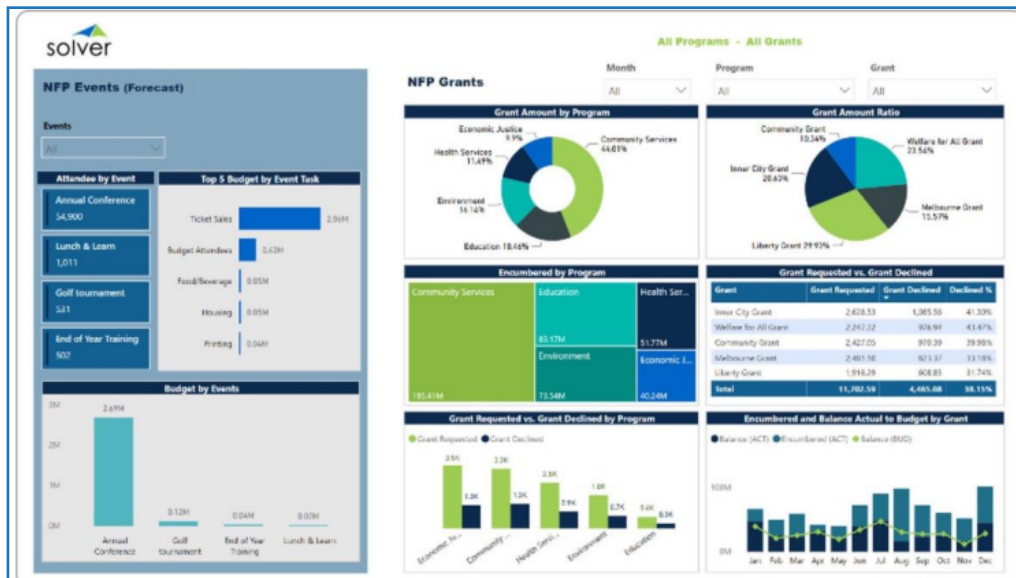 solver
All Programs - All Grants
NFP Events (Forecast)
Events
All
Attendee by Event
Annual Conference
54,900
Lunch & Learn
1,011
Golf tournament
531
End of Year Training
502
Top 5 Budget by Event Task
Ticket Sales
2.06M
Budget Attendees
0.63M
Food/Beverage
0.05M
Housing
0.05M
Printing
0.04M
Budget by Events
3M
2M
1M
0M
2.69M
0.12M
0.04M
0.02M
Annual Conference
Golf tournament
End of Year Training
Lunch & Learn
NFP Grants
Month
All
Program
All
Grant
All
Grant Amount by Program
Economic Justice
9.9%
Health Services
11.49%
Environment
16.14%
Education 18.46%
Community Services
44.01%
Grant Amount Ratio
Community Grant
10.34%
Inner City Grant
20.63%
Liberty Grant 29.93%
Welfare for All Grant
23.54%
Melbourne Grant
15.57%
Encumbered by Program
Community Services
195.41M
Education
83.17M
Environment
73.54M
Health Ser...
51.77M
Economic J...
40.24M
Grant Requested vs. Grant Declined
Grant Grant Requested Grant Declined Declined %
Inner City Grant 2,628.53 1,085.56 41.30%
Welfare for All Grant 2,247.22 976.94 43.47%
Community Grant 2,427.05 970.39 39.98%
Melbourne Grant 2,481.50 823.37 33.18%
Liberty Grant 1,918.29 608.83 31.74%
Total 11,702.59 4,465.08 38.15%
Grant Requested vs. Grant Declined by Program
Grant Requested Grant Declined
3.5K
3.3K
1.3K
0.9K
0.7K
0.3K
Economic
Community ...
Health Servi...
Environment
Education
Encumbered and Balance Actual to Budget by Grant
Balance (ACT) Encumbered (ACT) Balance (BUD)
100M
0M
Jan Feb Mar Apr May Jun Jul Aug Sep Oct Nov Dec